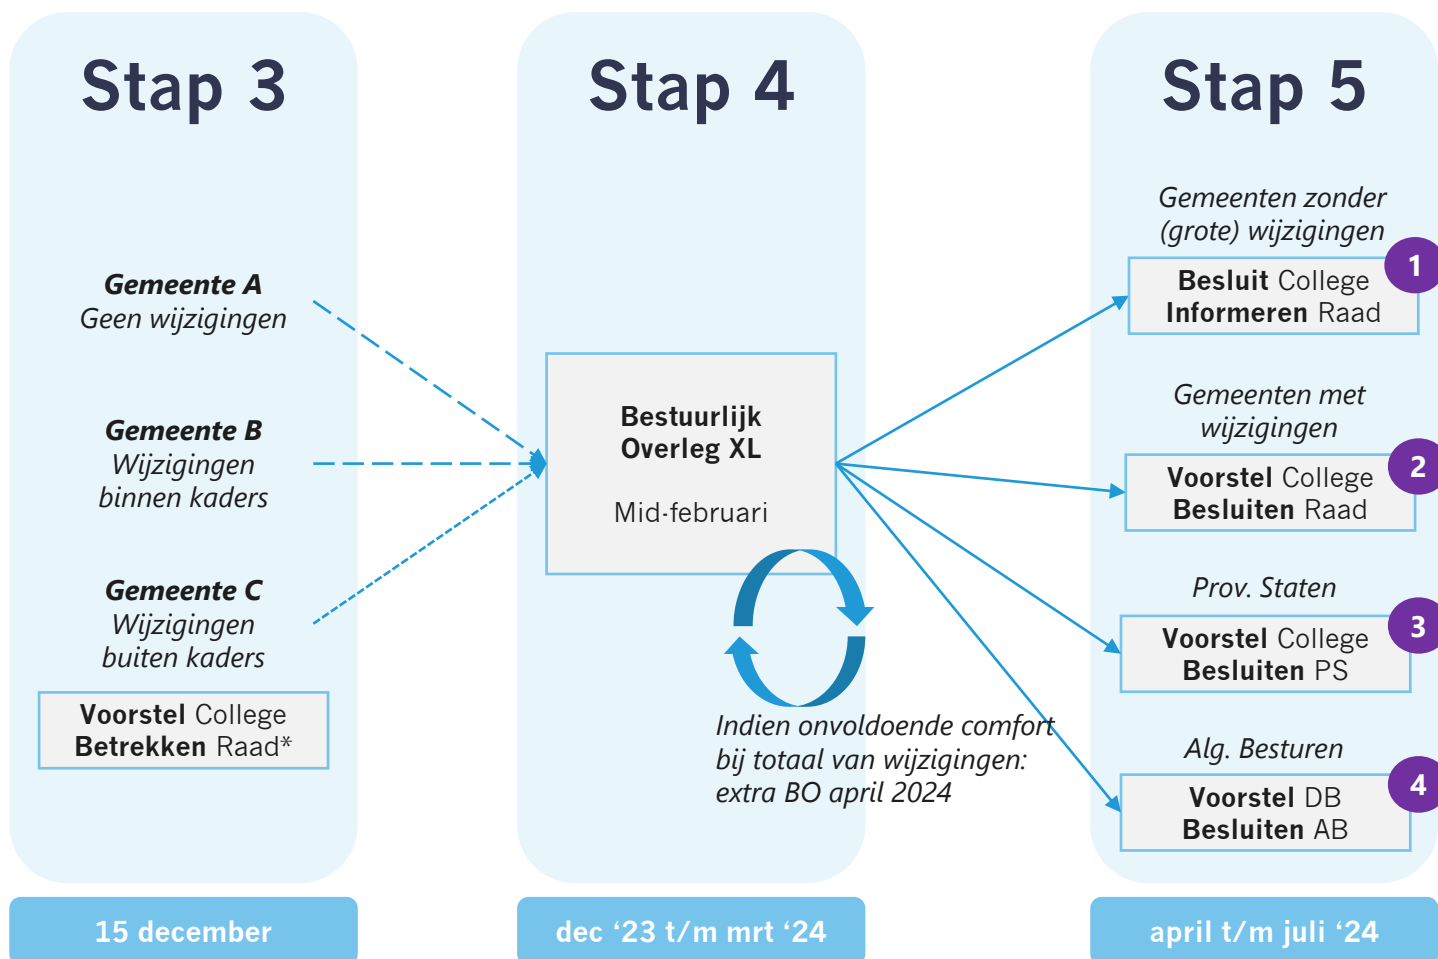 Stap 3
Gemeente A
Geen wijzigingen
Gemeente B
Wijzigingen
binnen kaders
Gemeente C
Wijzigingen
buiten kaders
Voorstel College
Betrekken Raad*
15 december
Stap 4
Bestuurlijk
Overleg XL
Mid-februari
Indien onvoldoende comfort
bij totaal van wijzigingen:
extra BO april 2024
dec ‘23 t/m mrt ‘24
Stap 5
Gemeenten zonder
(grote) wijzigingen
1
Besluit College
Informeren Raad
Gemeenten met
wijzigingen
2
Voorstel College
Besluiten Raad
Prov. Staten
3
Voorstel College
Besluiten PS
Alg. Besturen
4
Voorstel DB
Besluiten AB
april t/m juli ‘24